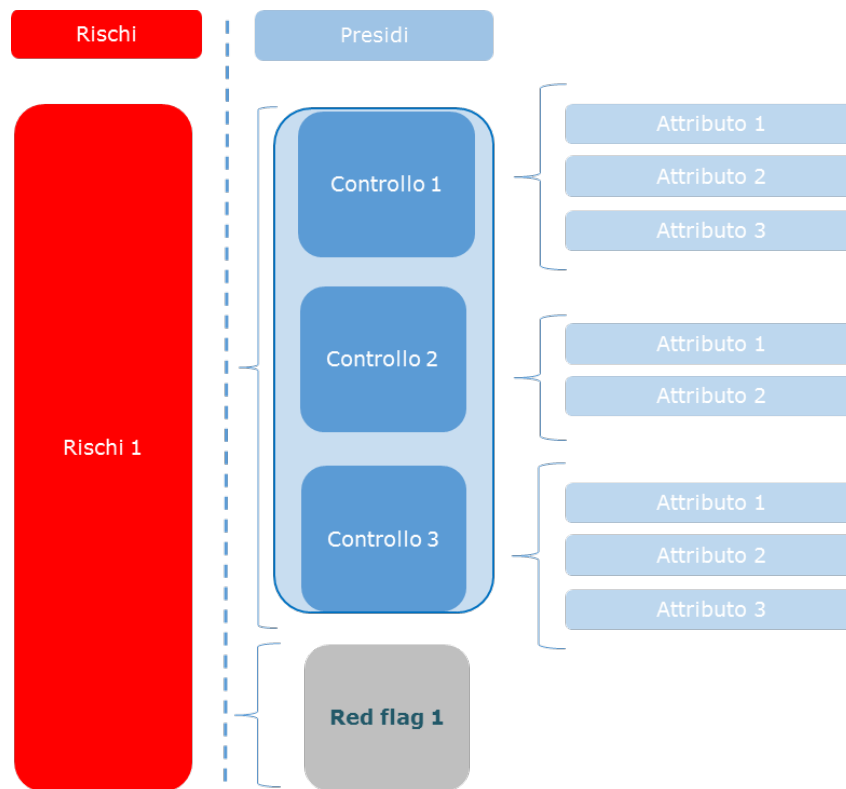 Rischi
Presidi
Rischi 1
Controllo 1
Attributo 1
Attributo 2
Attributo 3
Controllo 2
Attributo 1
Attributo 2
Controllo 3
Attributo 1
Attributo 2
Attributo 3
Red flag 1